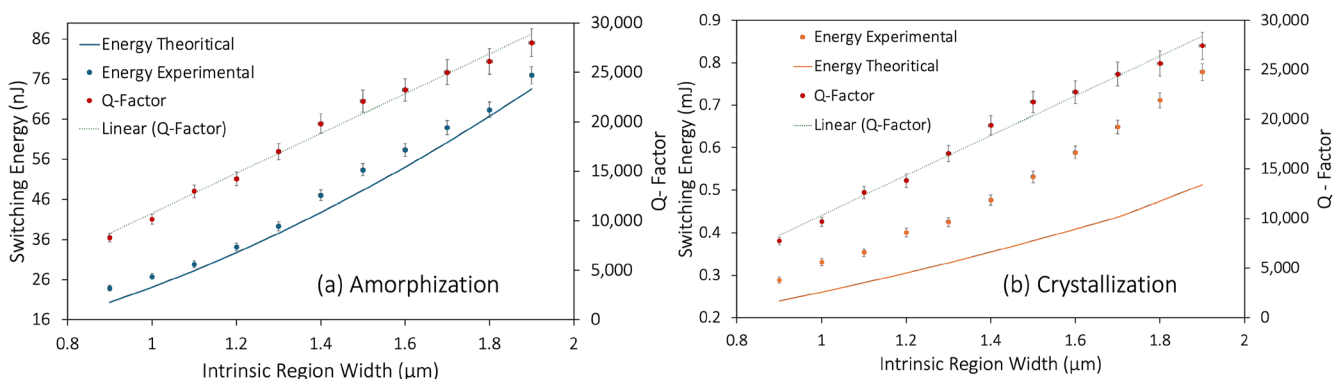 86
76
66
56
46
36
26
16
Switching Energy (nJ)
Energy Theoritical
Energy Experimental
Q-Factor
Linear (Q-Factor)
(a) Amorphization
30,000
25,000
20,000
15,000
10,000
5,000
0
Q- Factor
0.8 1 1.2 1.4 1.6 1.8 2
Intrinsic Region Width (μm)
0.9
0.8
0.7
0.6
0.5
0.4
0.3
0.2
Switching Energy (mJ)
Energy Experimental
Energy Theoritical
Q-Factor
Linear (Q-Factor)
(b) Crystallization
30,000
25,000
20,000
15,000
10,000
5,000
0
Q- Factor
0.8 1 1.2 1.4 1.6 1.8 2
Intrinsic Region Width (μm)